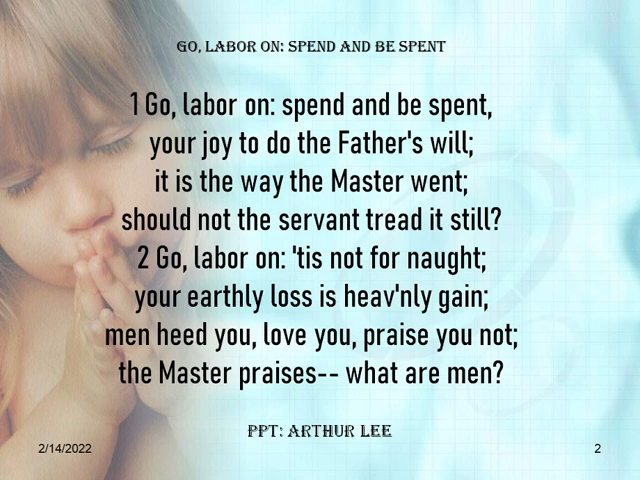 GO, LABOR ON: SPEND AND BE SPENT
1 Go, labor on: spend and be spent,
your joy to do the Father's will;
it is the way the Master went;
should not the servant tread it still?
2 Go, labor on: 'tis not for naught;
your earthly loss is heav'nly gain;
men heed you, love you, praise you not;
the Master praises-- what are men?
PPT: ARTHUR LEE
2/14/2022
2